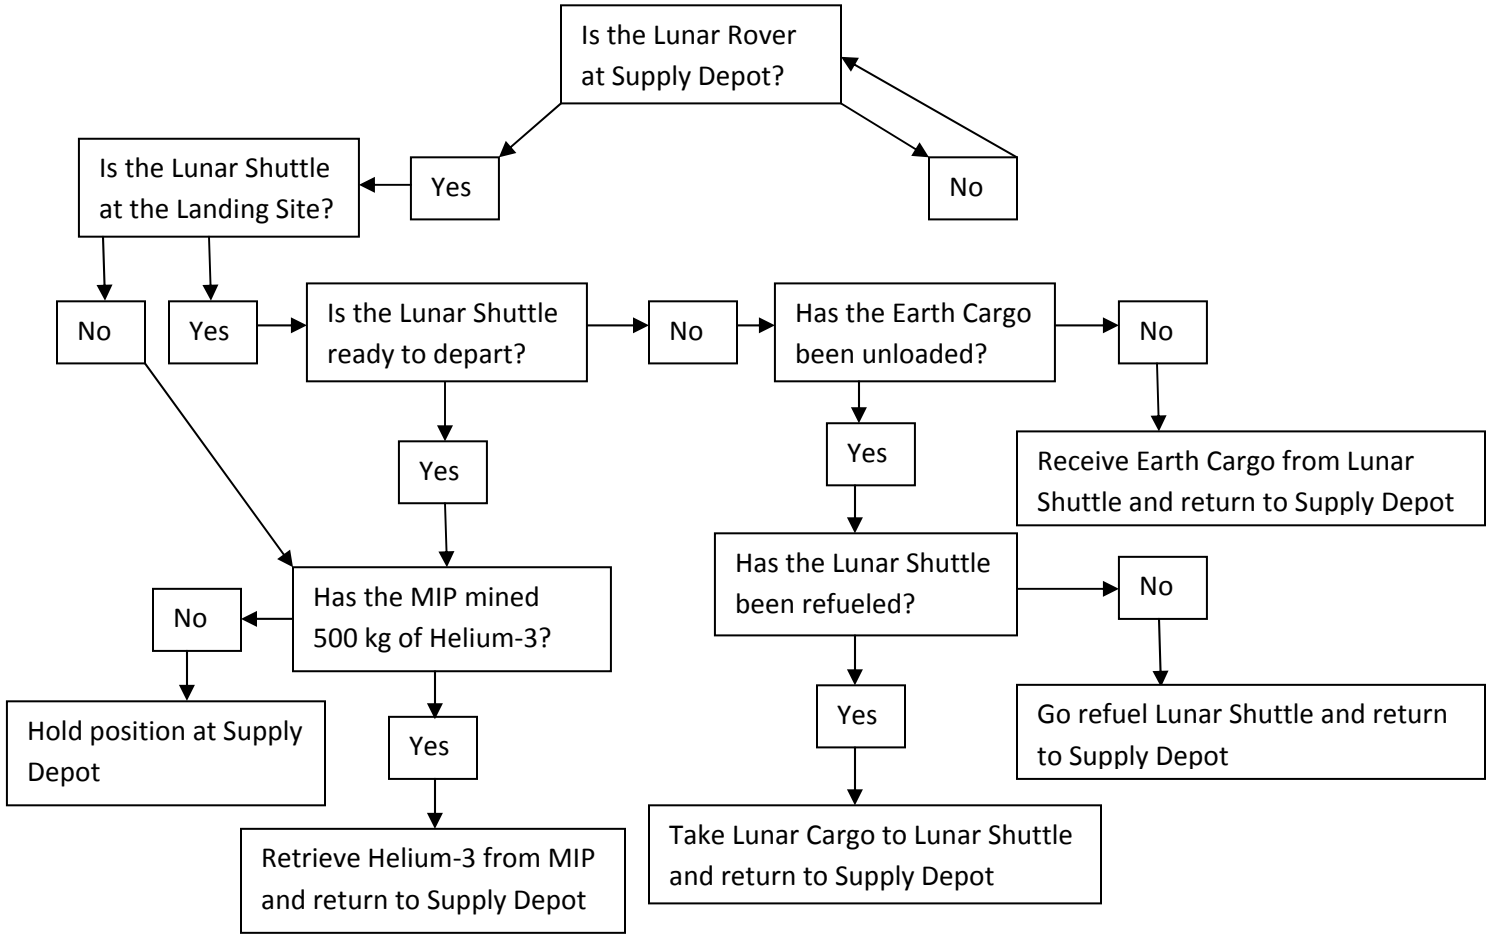 Is the Lunar Rover
at Supply Depot?
Is the Lunar Shuttle
at the Landing Site?
Yes
No
No
Yes
Is the Lunar Shuttle
ready to depart?
No
Has the Earth Cargo
been unloaded?
No
Yes
Yes
Receive Earth Cargo from Lunar
Shuttle and return to Supply Depot
Has the MIP mined
500 kg of Helium-3?
No
Has the Lunar Shuttle
been refueled?
No
Hold position at Supply
Depot
Yes
Yes
Go refuel Lunar Shuttle and return
to Supply Depot
Retrieve Helium-3 from MIP
and return to Supply Depot
Take Lunar Cargo to Lunar Shuttle
and return to Supply Depot